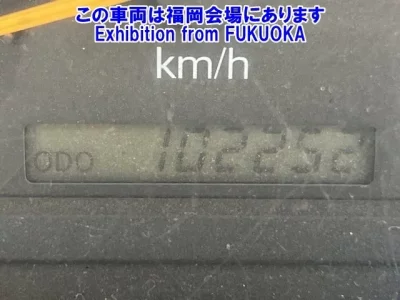 この車両は福岡会場にあります
Exhibition from FUKUOKA
km/h
ODO 102252